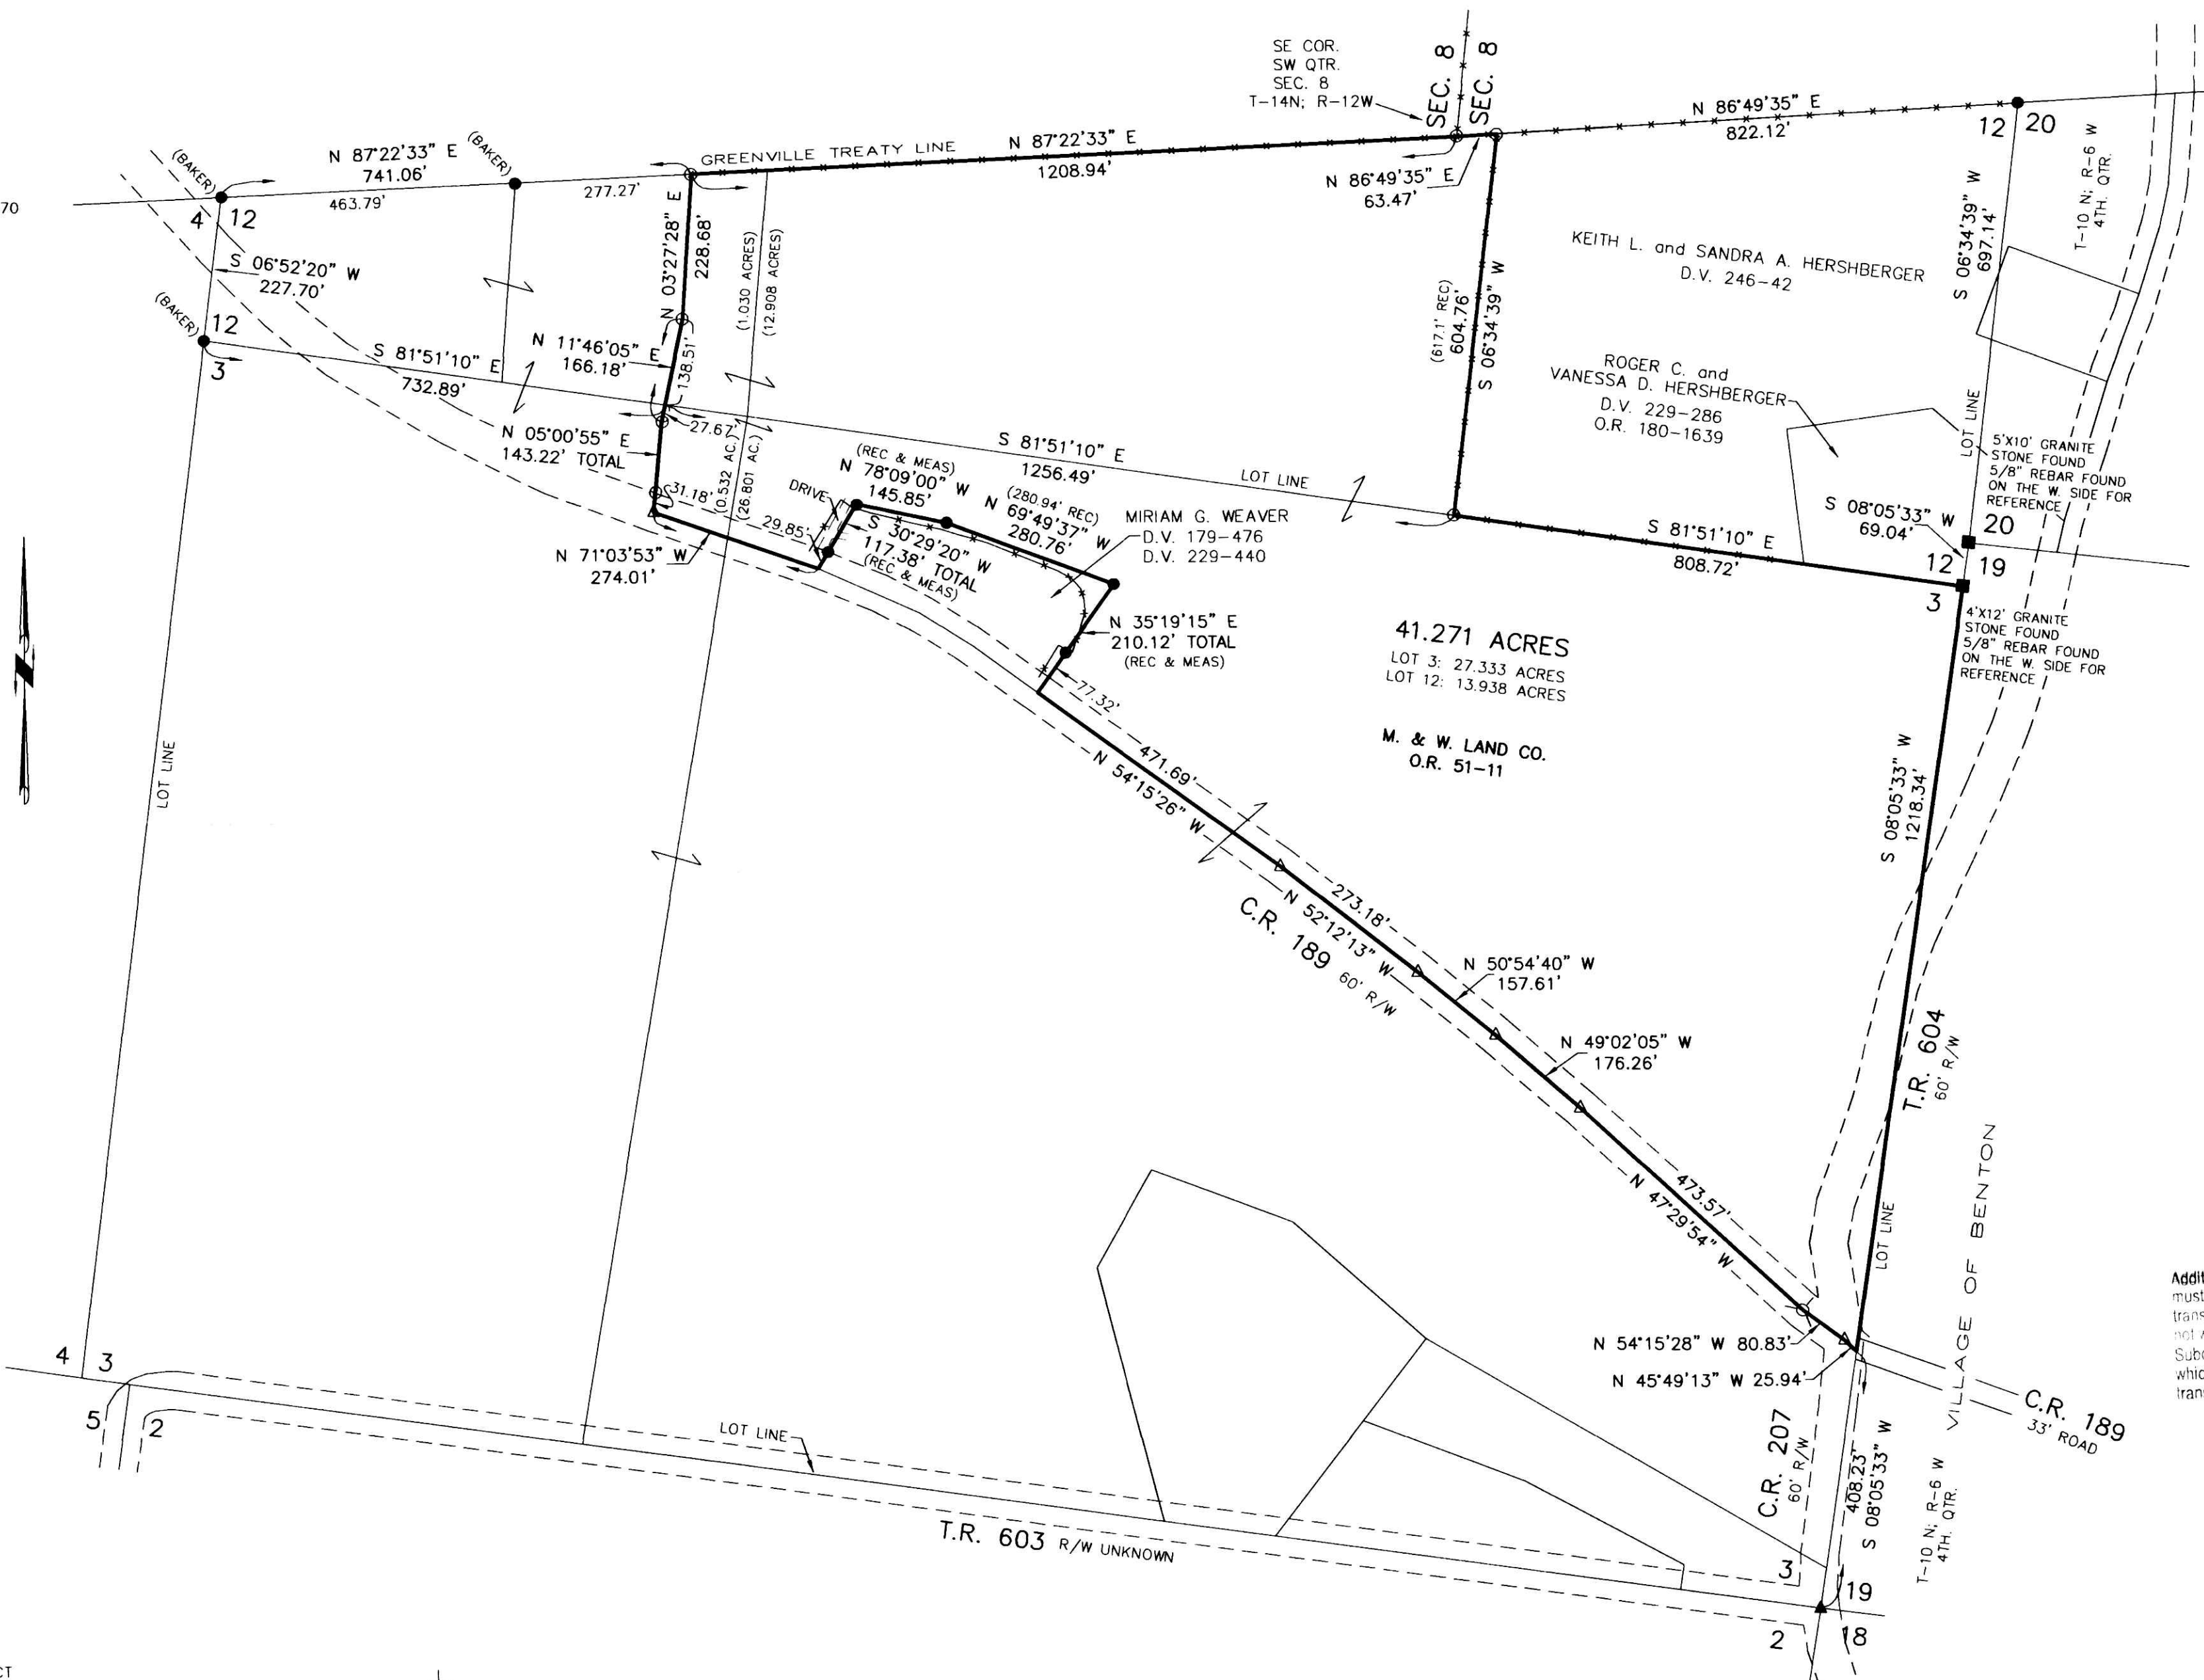 SE COR.
SW QTR.
SEC. 8
T-14N; R-12W
SEC. 8
SEC. 8
N 86°49'35" E
822.12'
12
20
T-10 N; R-6 W
4TH. QTR.
70
(BAKER)
N 87°22'33" E
741.06'
(BAKER)
463.79'
277.27'
GREENVILLE TREATY LINE
N 87°22'33" E
1208.94'
N 86°49'35" E
63.47'
4
12
S 06°52'20" W
227.70'
(BAKER)
12
3
N 03°27'28" E
228.68'
(1.030 ACRES)
(12.908 ACRES)
(617.1' REC)
604.76'
S 06°34'39" W
KEITH L. and SANDRA A. HERSHBERGER
D.V. 246-42
S 06°34'39" W
697.14'
S 81°51'10" E
732.89'
N 11°46'05" E
166.18'
138.51'
27.67'
N 05°00'55" E
143.22' TOTAL
31.18'
(0.532 AC.)
(26.801 AC.)
S 81°51'10" E
1256.49'
LOT LINE
ROGER C. and
VANESSA D. HERSHBERGER
D.V. 229-286
O.R. 180-1639
LOT LINE
5'X10' GRANITE
STONE FOUND
5/8" REBAR FOUND
ON THE W. SIDE FOR
REFERENCE
S 08°05'33" W
69.04'
20
12
19
3
S 81°51'10" E
808.72'
4'X12' GRANITE
STONE FOUND
5/8" REBAR FOUND
ON THE W. SIDE FOR
REFERENCE
DRIVE
29.85'
(REC & MEAS)
N 78°09'00" W
145.85'
(280.94' REC)
N 69°49'37" W
280.76'
S 30°29'20" W
117.38' TOTAL
(REC & MEAS)
MIRIAM G. WEAVER
D.V. 179-476
D.V. 229-440
N 71°03'53" W
274.01'
N 35°19'15" E
210.12' TOTAL
(REC & MEAS)
77.32'
41.271 ACRES
LOT 3: 27.333 ACRES
LOT 12: 13.938 ACRES
M. & W. LAND CO.
O.R. 51-11
LOT LINE
471.69'
N 54°15'26" W
S 08°05'33" W
1218.34'
273.18'
N 52°12'13" W
C.R. 189 60' R/W
N 50°54'40" W
157.61'
N 49°02'05" W
176.26'
T.R. 604
60' R/W
473.57'
N 47°29'54" W
LOT LINE
VILLAGE OF BENTON
N 54°15'28" W 80.83'
N 45°49'13" W 25.94'
C.R. 189
33' ROAD
C.R. 207
60' R/W
408.23'
S 08°05'33" W
T-10 N; R-6 W
4TH. QTR.
Addit
must
trans
not
Subd
whic
tran
4
3
5
2
LOT LINE
T.R. 603 R/W UNKNOWN
3
19
2
18
CT